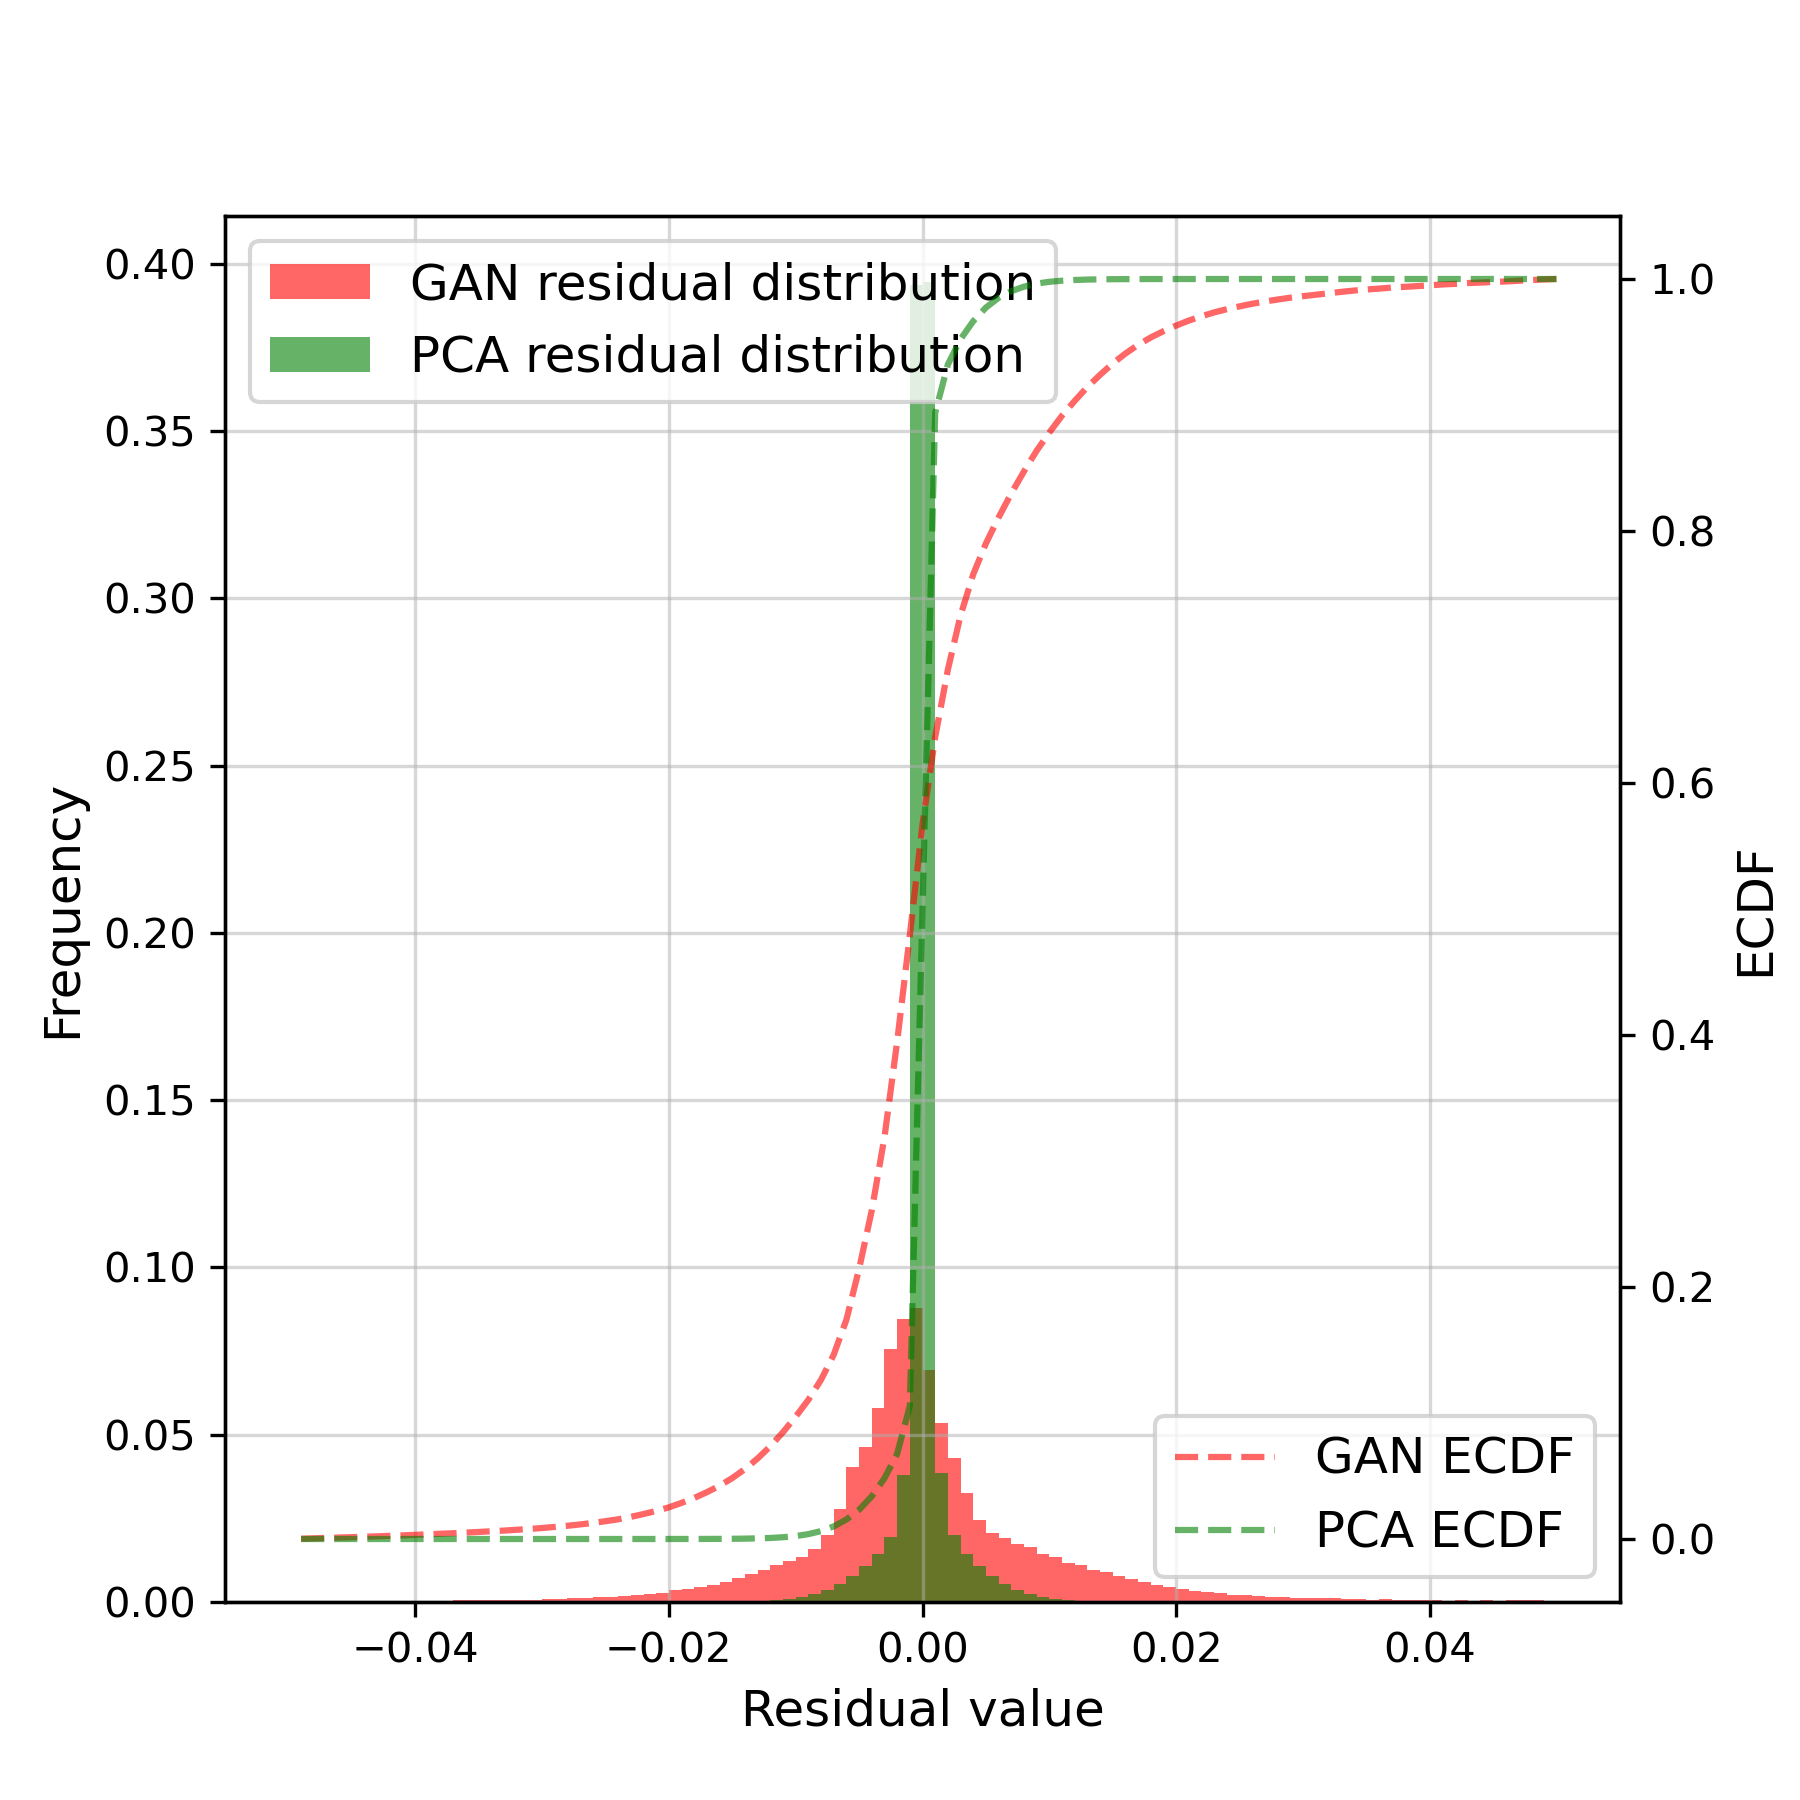 GAN residual distribution
PCA residual distribution
0.40
0.35
0.30
0.25
0.20
0.15
0.10
0.05
0.00
Frequency
1.0
0.8
0.6
0.4
0.2
0.0
ECDF
GAN ECDF
PCA ECDF
−0.04 −0.02 0.00 0.02 0.04
Residual value